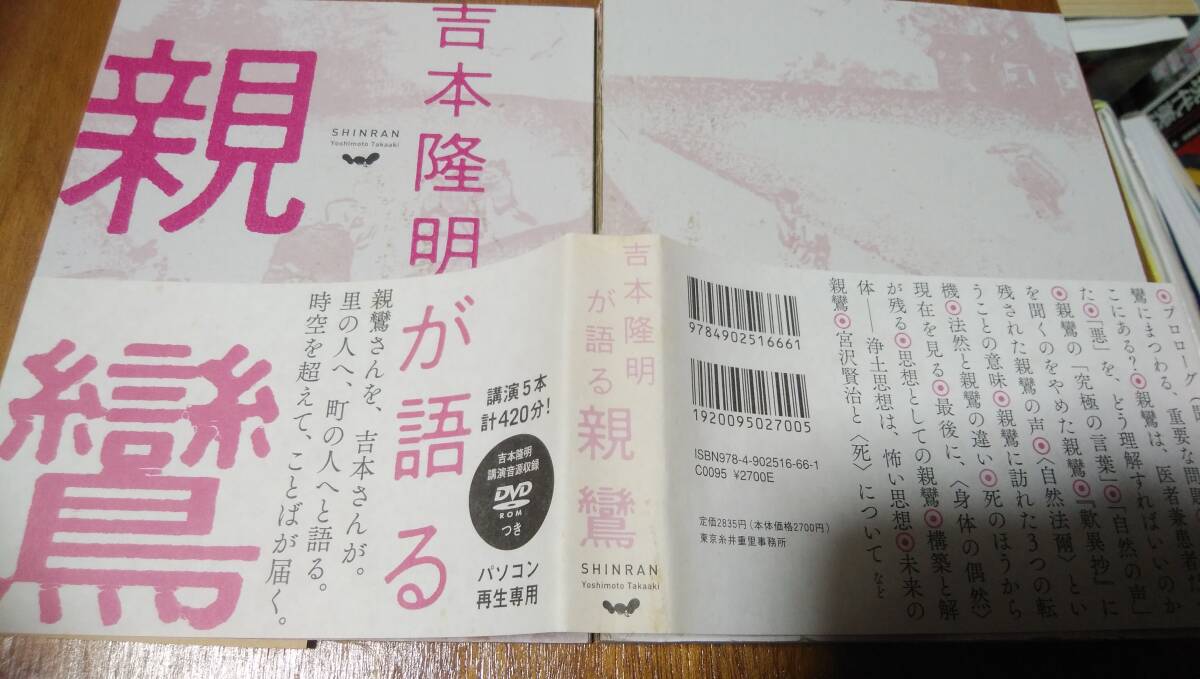 吉本隆明が語る
親鸞
SHINRAN
Yoshimoto Takaaki
親鸞さんを、吉本さんが。
里の人へ、町の人へと語る。
時空を超えて、ことばが届く。
講演5本
計420分!
吉本隆明
講演音源収録
DVD
ROM
つき
パソコン
再生専用
吉本隆明
が語る
親鸞
SHINRAN
Yoshimoto Takaaki
9784902516661
1920095027005
ISBN978-4-902516-66-1
C0095 ¥2700E
定価2835円(本体価格2700円)
東京糸井重里事務所
◉プロローグ
鸞にまつわる、重要な問題
◉親鸞は、医者兼患者
ここにある?
た◉「悪」を、どう理解すればいいのか
◉親鸞の「究極の言葉」◉「自然の声」
を聞くのをやめた親鸞◉『歎異抄』に
残された親鸞の声◉〈自然法爾〉とい
うことの意味◉親鸞に訪れた3つの転
機◉法然と親鸞の違い◉死のほうから
現在を見る◉最後に、〈身体の偶然〉
が残る◉思想としての親鸞◉構築と解
体――浄土思想は、怖い思想◉未来の
親鸞◉宮沢賢治と〈死〉について など